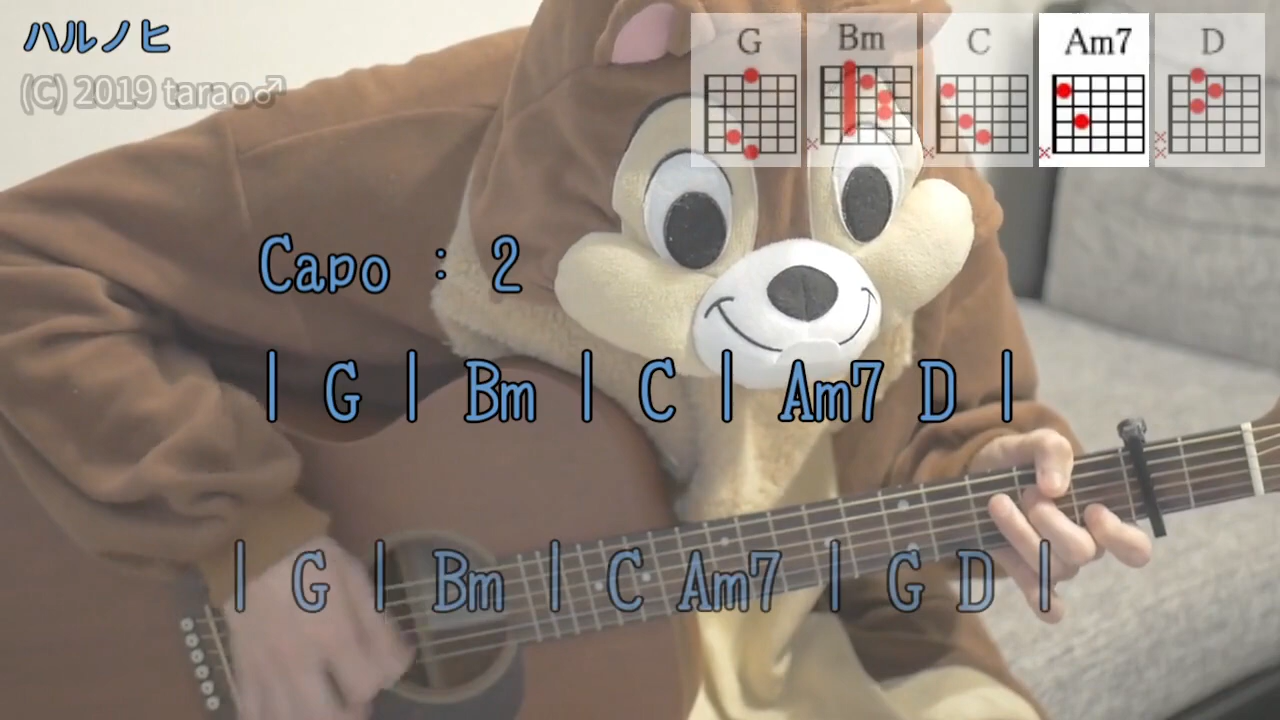 ハルノヒ
(C) 2019 tarao♂
G Bm C Am7 D
Capo : 2
| G | Bm | C | Am7 D |
| G | Bm | C Am7 | G D |